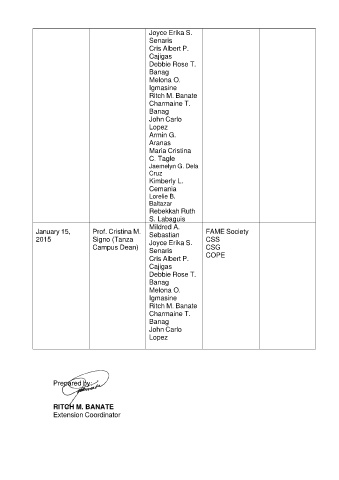 Joyce Erika S.
Senaris
Cris Albert P.
Cajigas
Debbie Rose T.
Banag
Melona O.
Igmasine
Ritch M. Banate
Charmaine T.
Banag
John Carlo
Lopez
Armin G.
Aranas
Maria Cristina
C. Tagle
Jaemelyn G. Dela
Cruz
Kimberly L.
Cemania
Lorelie B.
Baltazar
Rebekkah Ruth
S. Labaguis
January 15,
2015
Prof. Cristina M.
Signo (Tanza
Campus Dean)
Mildred A.
Sebastian
Joyce Erika S.
Senaris
Cris Albert P.
Cajigas
Debbie Rose T.
Banag
Melona O.
Igmasine
Ritch M. Banate
Charmaine T.
Banag
John Carlo
Lopez
FAME Society
CSS
CSG
COPE
Prepared by:
RITCH M. BANATE
Extension Coordinator